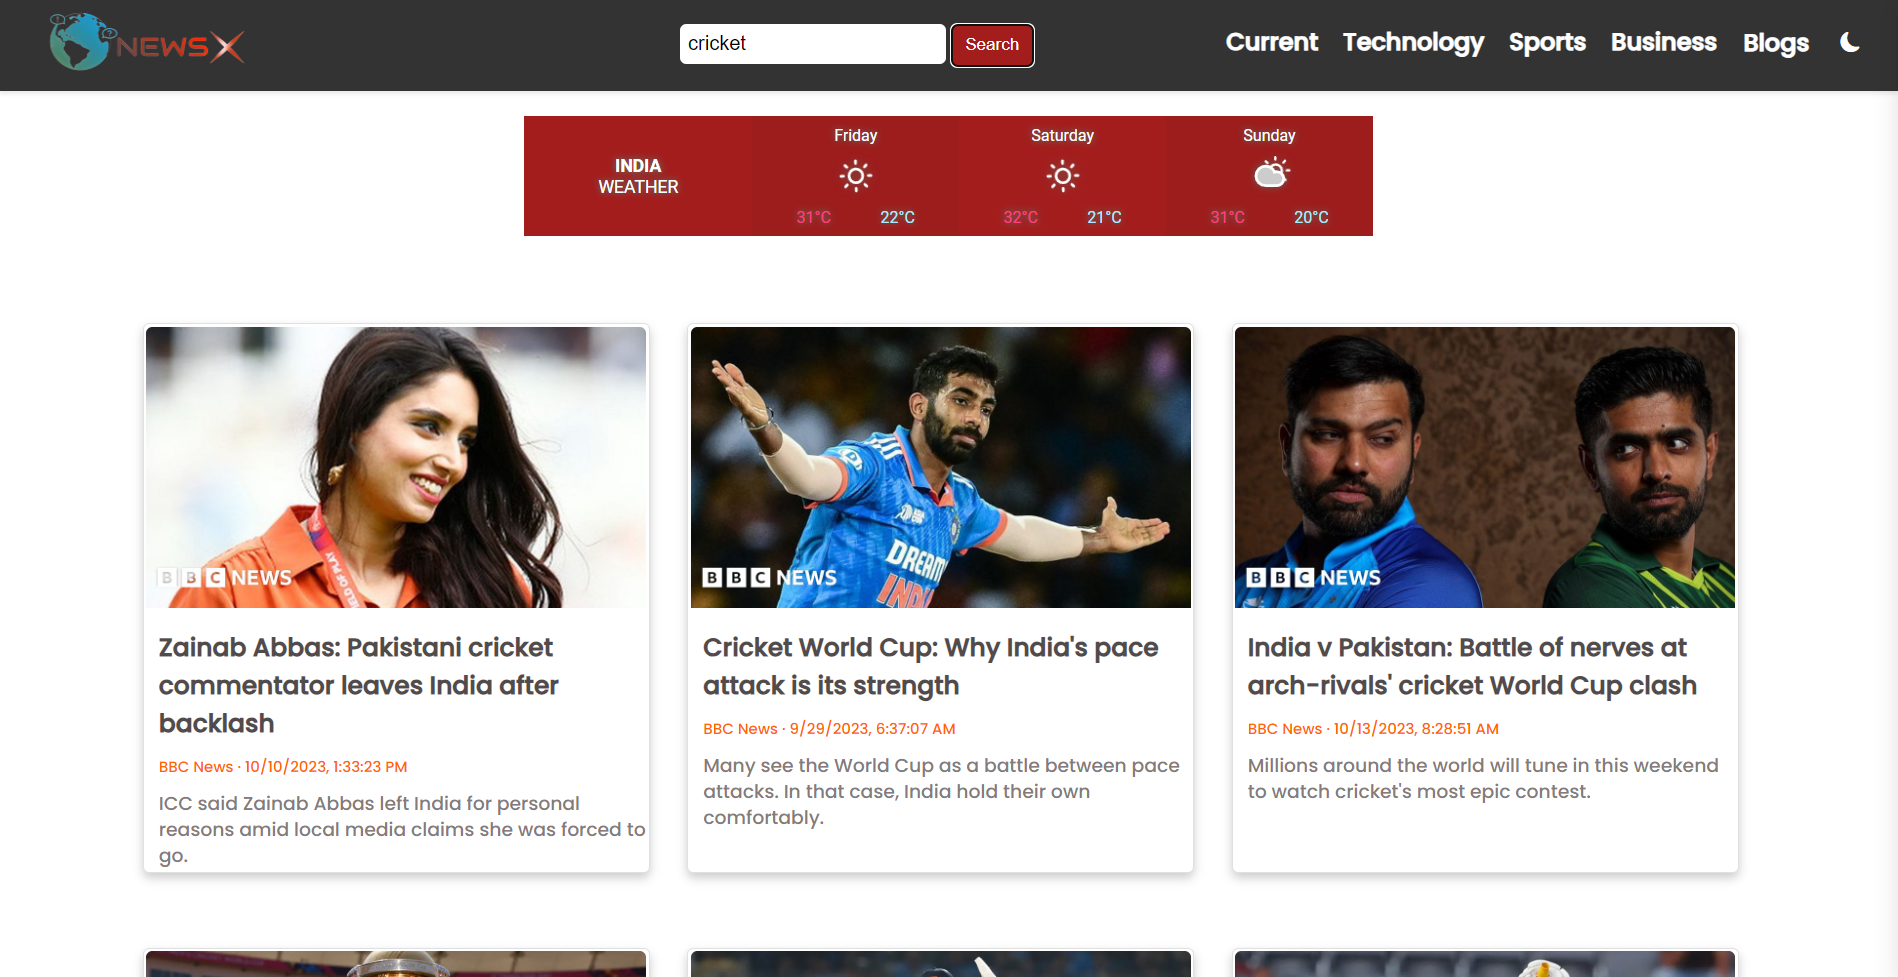 NEWSX
cricket
Search
Current Technology Sports Business Blogs
INDIA
WEATHER
Friday
31°C 22°C
Saturday
32°C 21°C
Sunday
31°C 20°C
FIELD OF PLAY
BBC NEWS
Zainab Abbas: Pakistani cricket
commentator leaves India after
backlash
BBC News · 10/10/2023, 1:33:23 PM
ICC said Zainab Abbas left India for personal
reasons amid local media claims she was forced to
go.
DREAM
BBC NEWS
Cricket World Cup: Why India's pace
attack is its strength
BBC News · 9/29/2023, 6:37:07 AM
Many see the World Cup as a battle between pace
attacks. In that case, India hold their own
comfortably.
BBC NEWS
India v Pakistan: Battle of nerves at
arch-rivals' cricket World Cup clash
BBC News · 10/13/2023, 8:28:51 AM
Millions around the world will tune in this weekend
to watch cricket's most epic contest.